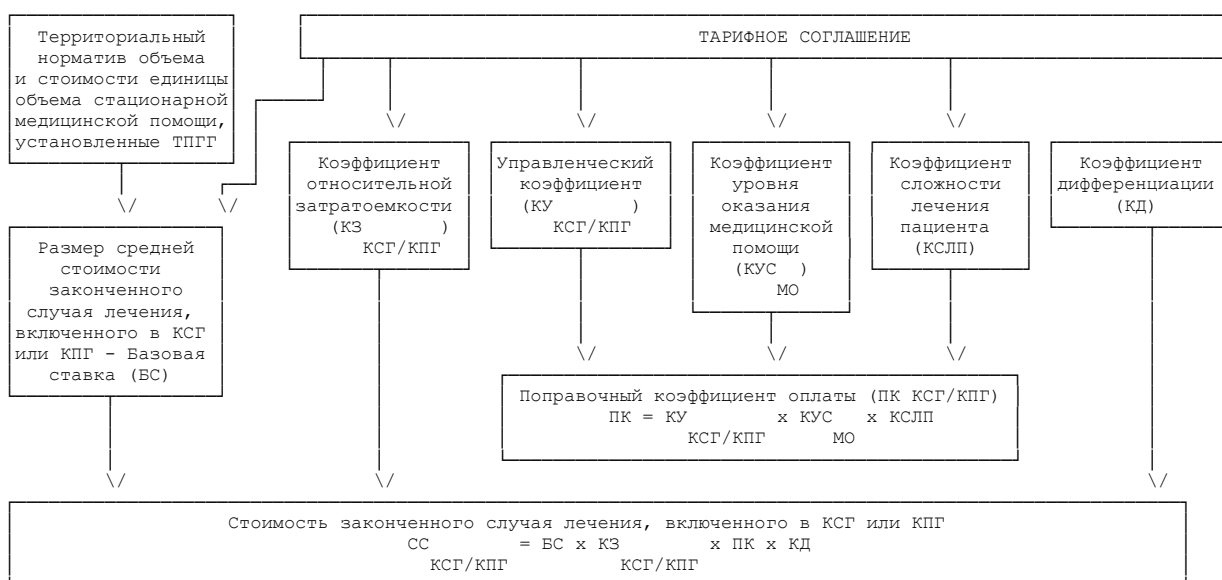 Территориальный
норматив объема
и стоимости единицы
объема стационарной
медицинской помощи,
установленные ТПГГ
ТАРИФНОЕ СОГЛАШЕНИЕ
Коэффициент
относительной
затратоемкости
(КЗ )
КСГ/КПГ
Управленческий
коэффициент
(КУ )
КСГ/КПГ
Коэффициент
уровня
оказания
медицинской
помощи
(КУС )
МО
Коэффициент
сложности
лечения
пациента
(КСЛП)
Коэффициент
дифференциации
(КД)
Размер средней
стоимости
законченного
случая лечения,
включенного в КСГ
или КПГ - Базовая
ставка (БС)
Поправочный коэффициент оплаты (ПК КСГ/КПГ)
ПК = КУ x КУС x КСЛП
КСГ/КПГ МО
Стоимость законченного случая лечения, включенного в КСГ или КПГ
СС = БС x КЗ x ПК x КД
КСГ/КПГ КСГ/КПГ